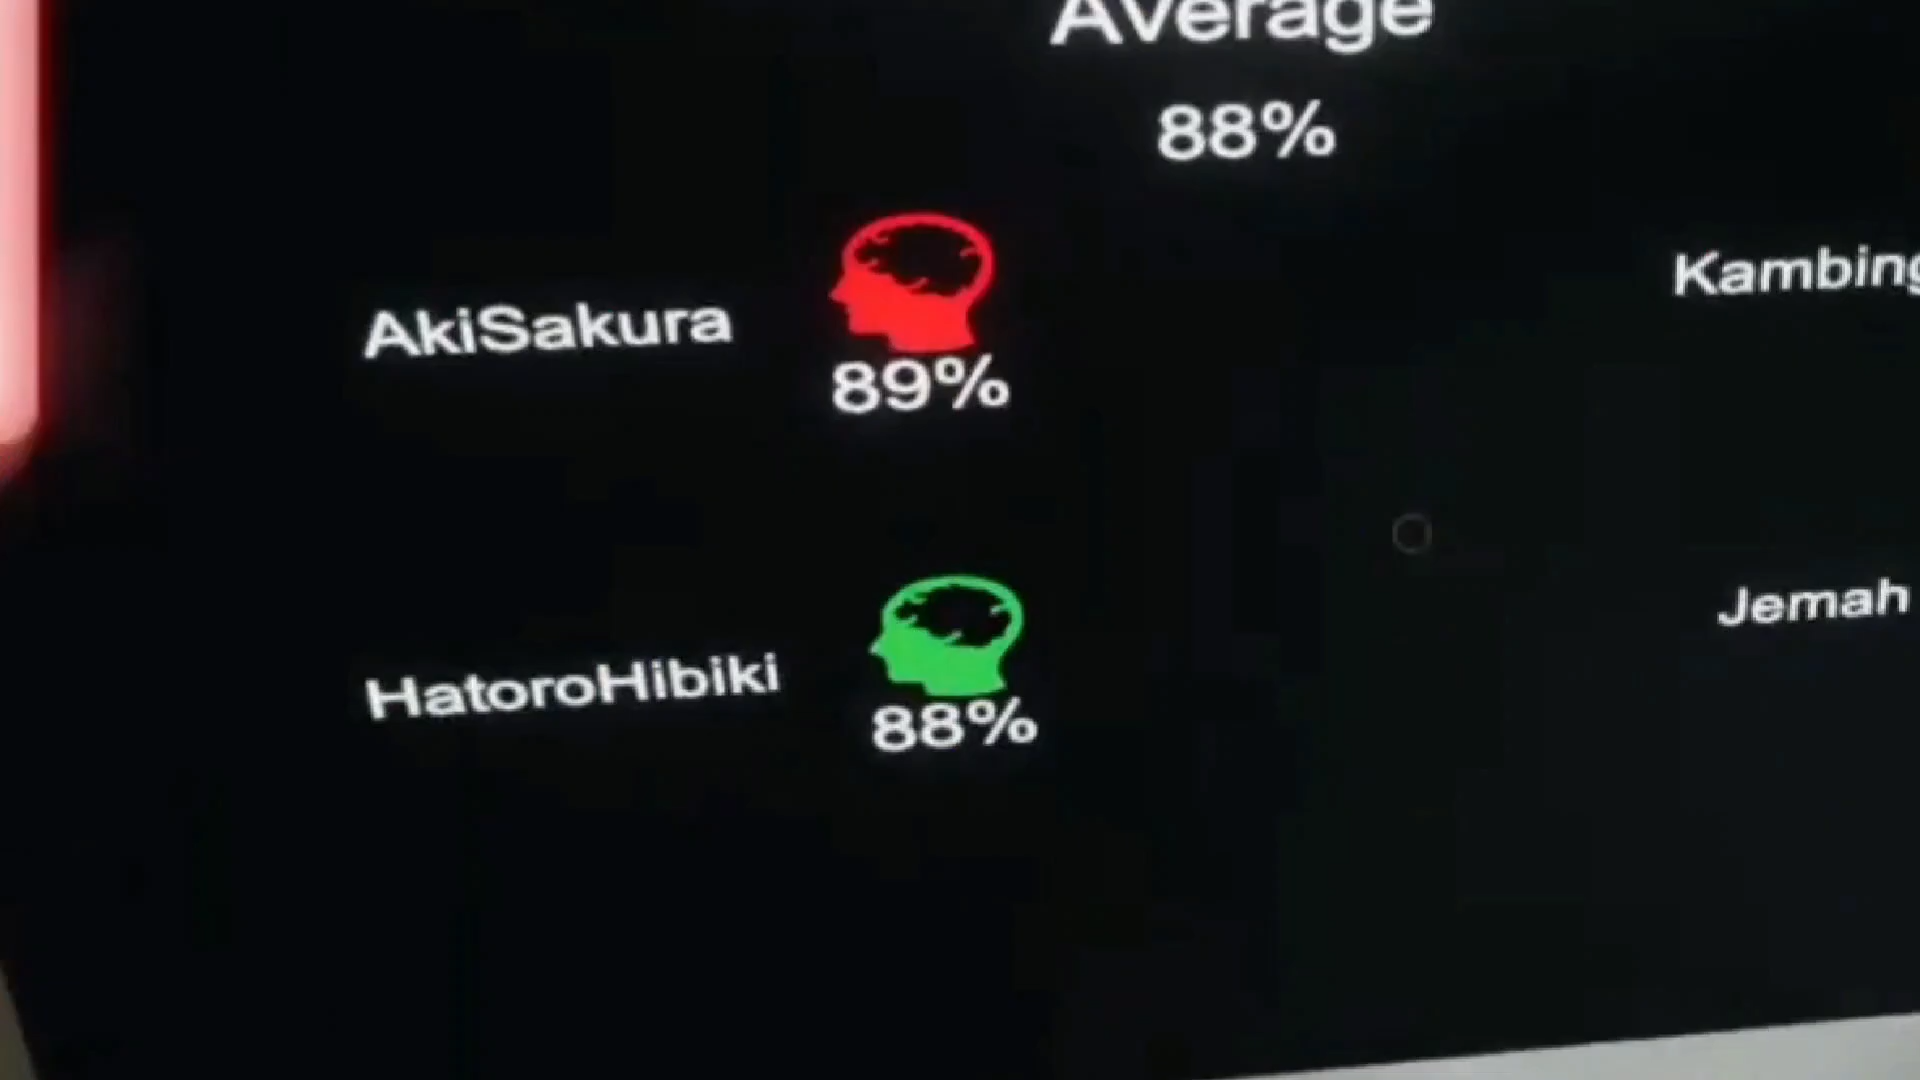 Average
88%
AkiSakura
89%
Kambing
HatoroHibiki
88%
Jemah